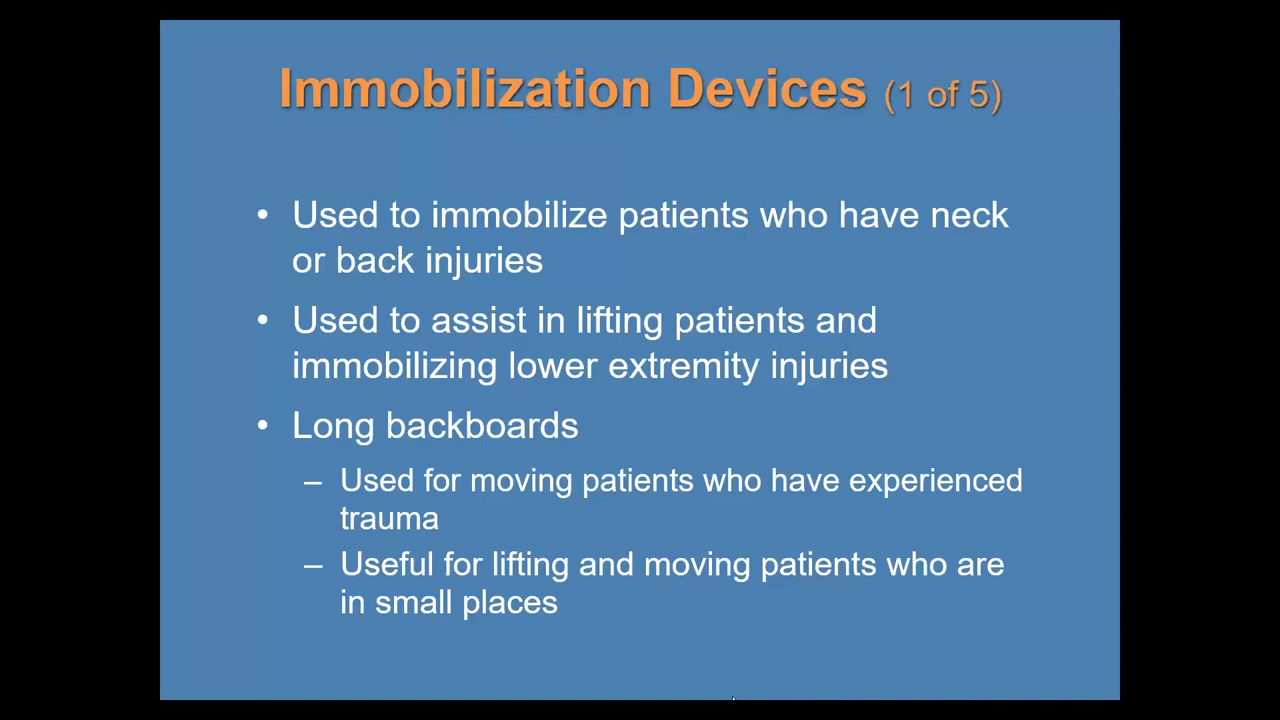 Immobilization Devices (1 of 5)
• Used to immobilize patients who have neck
or back injuries
• Used to assist in lifting patients and
immobilizing lower extremity injuries
• Long backboards
– Used for moving patients who have experienced
trauma
– Useful for lifting and moving patients who are
in small places